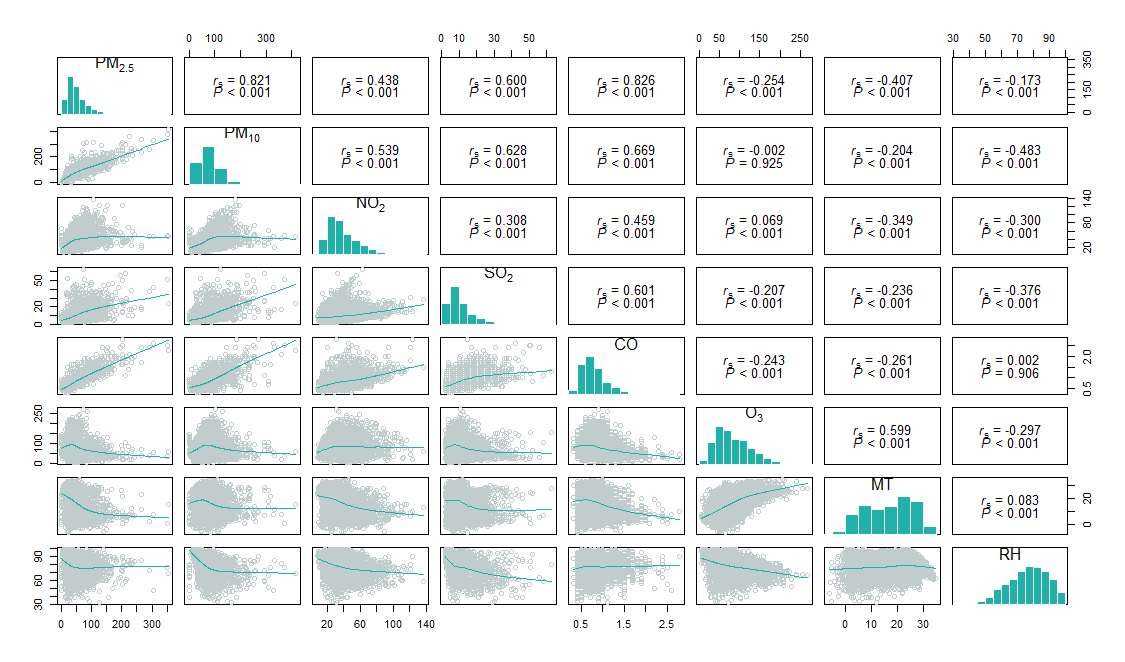 0 100 300
0 10 30 50
0 50 150 250
30 50 70 90
PM2.5
rs = 0.821
P < 0.001
rs = 0.438
P < 0.001
rs = 0.600
P < 0.001
rs = 0.826
P < 0.001
rs = -0.254
P < 0.001
rs = -0.407
P < 0.001
rs = -0.173
P < 0.001
0 150 350
0 200
PM10
rs = 0.539
P < 0.001
rs = 0.628
P < 0.001
rs = 0.669
P < 0.001
rs = -0.002
P = 0.925
rs = -0.204
P < 0.001
rs = -0.483
P < 0.001
NO2
rs = 0.308
P < 0.001
rs = 0.459
P < 0.001
rs = 0.069
P < 0.001
rs = -0.349
P < 0.001
rs = -0.300
P < 0.001
20 80 140
0 20 50
SO2
rs = 0.601
P < 0.001
rs = -0.207
P < 0.001
rs = -0.236
P < 0.001
rs = -0.376
P < 0.001
CO
rs = -0.243
P < 0.001
rs = -0.261
P < 0.001
rs = 0.002
P = 0.906
0.5 2.0
0 100 250
O3
rs = 0.599
P < 0.001
rs = -0.297
P < 0.001
MT
rs = 0.083
P < 0.001
0 20
30 60 90
RH
0 100 200 300
20 60 100 140
0.5 1.5 2.5
0 10 20 30